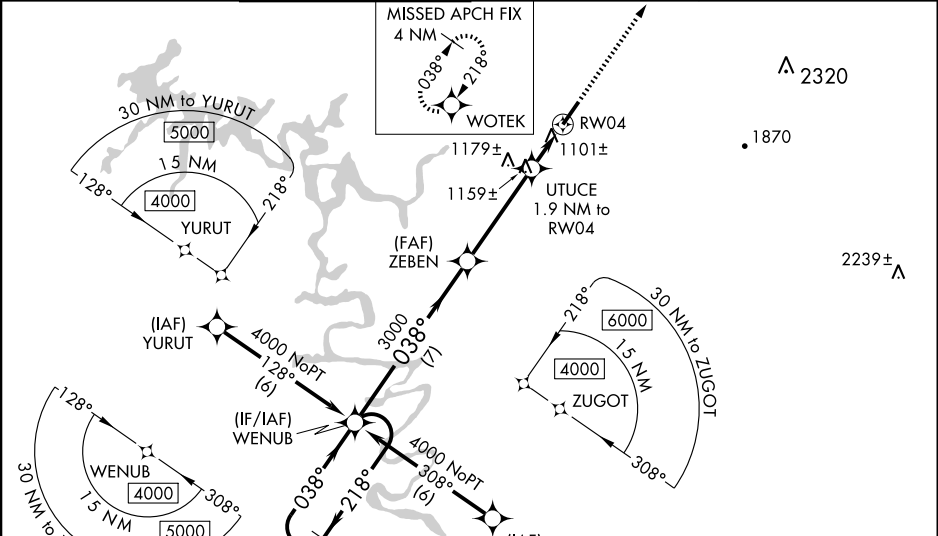 MISSED APCH FIX
4 NM
038°
218°
WOTEK
2320
30 NM to YURUT
5000
15 NM
128°
218°
4000
YURUT
RW04
1179±
1101±
1870
1159±
UTUCE
1.9 NM to
RW04
(FAF)
ZEBEN
2239±
(IAF)
YURUT
4000 NoPT
128°
(6)
3000
038°
(7)
218°
30 NM to ZUGOT
6000
15 NM
4000
ZUGOT
308°
(IF/IAF)
WENUB
128°
WENUB
4000
308°
15 NM
30 NM to
5000
038°
218°
4000 NoPT
308°
(6)